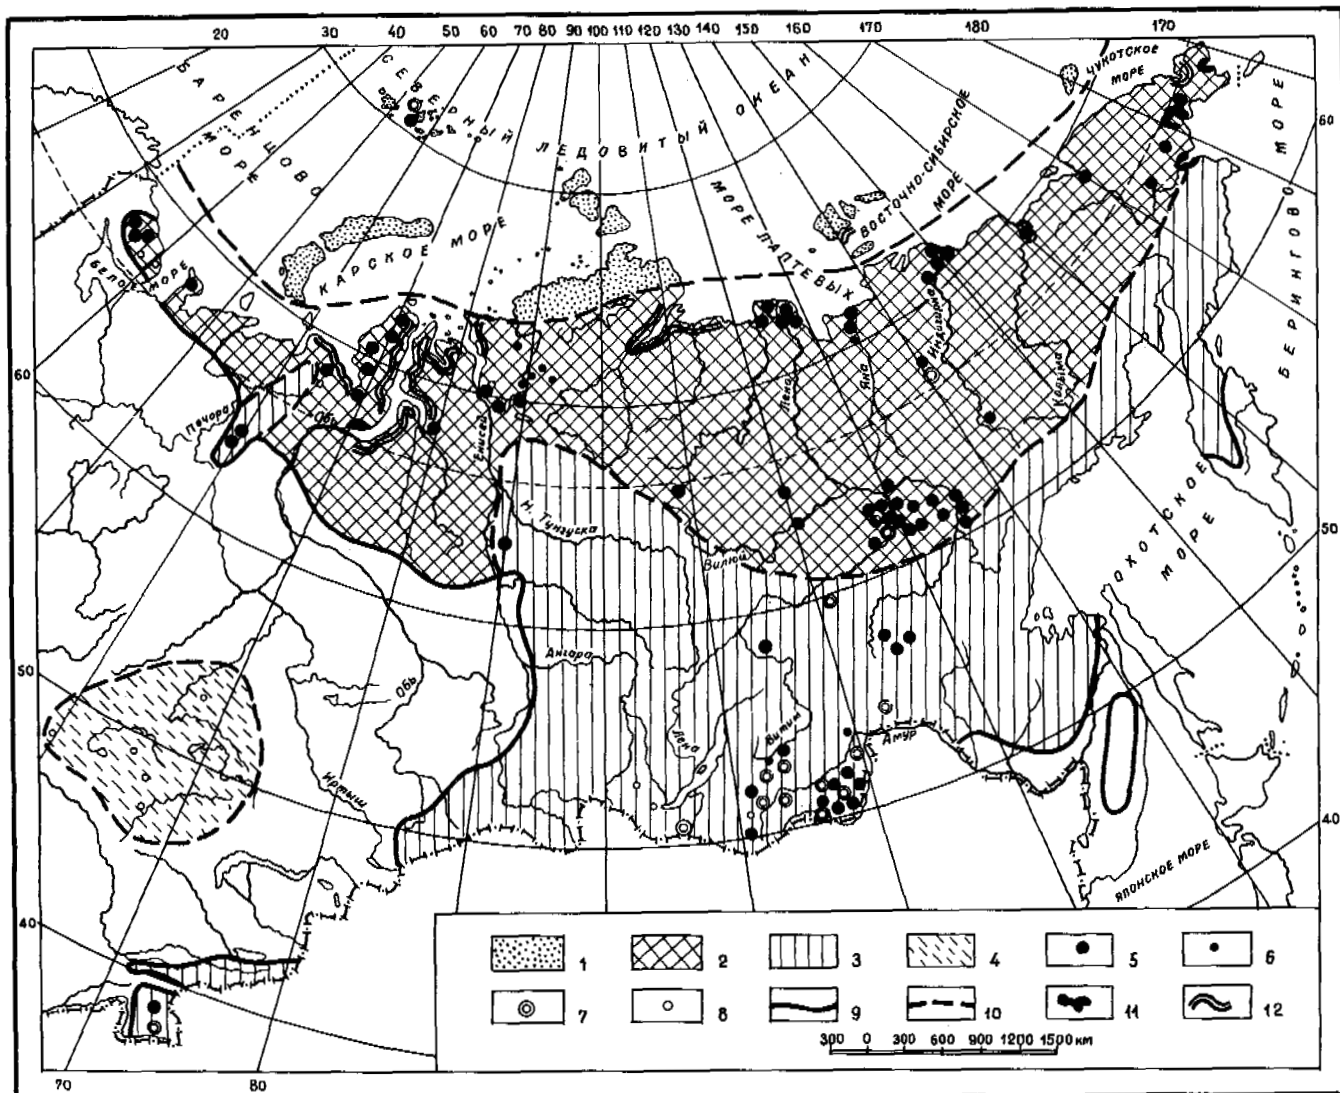 20 30 40 50 60 70 80 90 100 110 120 130 140 150 160 170 180 170
БАРЕНЦОВО
МОРЕ
СЕВЕРНЫЙ ЛЕДОВИТЫЙ ОКЕАН
ЧУКОТСКОЕ
МОРЕ
60
БЕРИНГОВО МОРЕ
ВОСТОЧНО-СИБИРСКОЕ
МОРЕ
МОРЕ ЛАПТЕВЫХ
КАРСКОЕ МОРЕ
БЕЛОЕ МОРЕ
60
Печора
Обь
Енисей
Лена
Яна
Индигирка
Колыма
Н. Тунгуска
Вилюй
ОХОТСКОЕ
МОРЕ
50
50
Ангара
Обь
Иртыш
Лена
Витим
Амур
ЯПОНСКОЕ МОРЕ
40
40
1 2 3 4 5 6
7 8 9 10 11 12
300 0 300 600 900 1200 1500 км
70 80